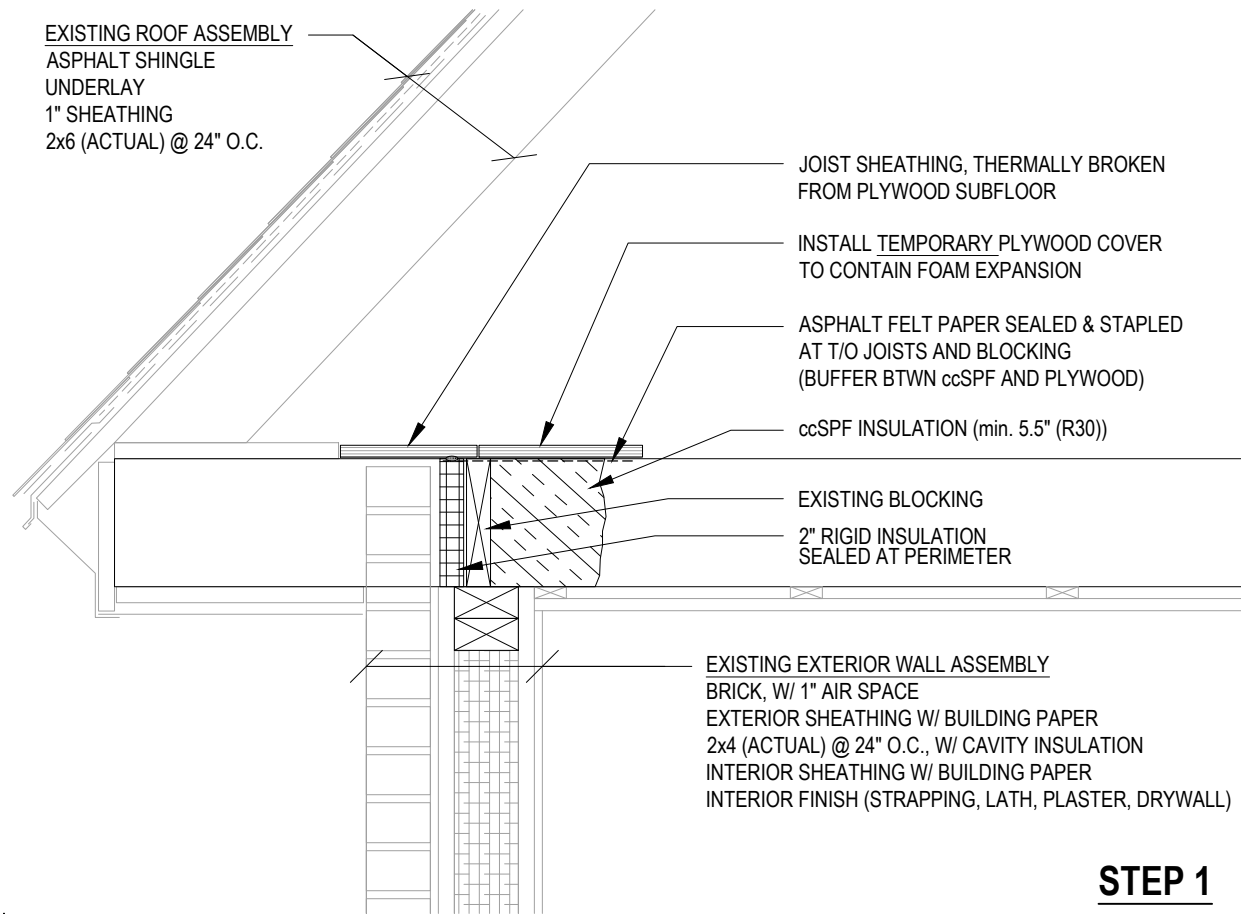 EXISTING ROOF ASSEMBLY
ASPHALT SHINGLE
UNDERLAY
1" SHEATHING
2x6 (ACTUAL) @ 24" O.C.
JOIST SHEATHING, THERMALLY BROKEN
FROM PLYWOOD SUBFLOOR
INSTALL TEMPORARY PLYWOOD COVER
TO CONTAIN FOAM EXPANSION
ASPHALT FELT PAPER SEALED & STAPLED
AT T/O JOISTS AND BLOCKING
(BUFFER BTWN ccSPF AND PLYWOOD)
ccSPF INSULATION (min. 5.5" (R30))
EXISTING BLOCKING
2" RIGID INSULATION
SEALED AT PERIMETER
EXISTING EXTERIOR WALL ASSEMBLY
BRICK, W/ 1" AIR SPACE
EXTERIOR SHEATHING W/ BUILDING PAPER
2x4 (ACTUAL) @ 24" O.C., W/ CAVITY INSULATION
INTERIOR SHEATHING W/ BUILDING PAPER
INTERIOR FINISH (STRAPPING, LATH, PLASTER, DRYWALL)
STEP 1